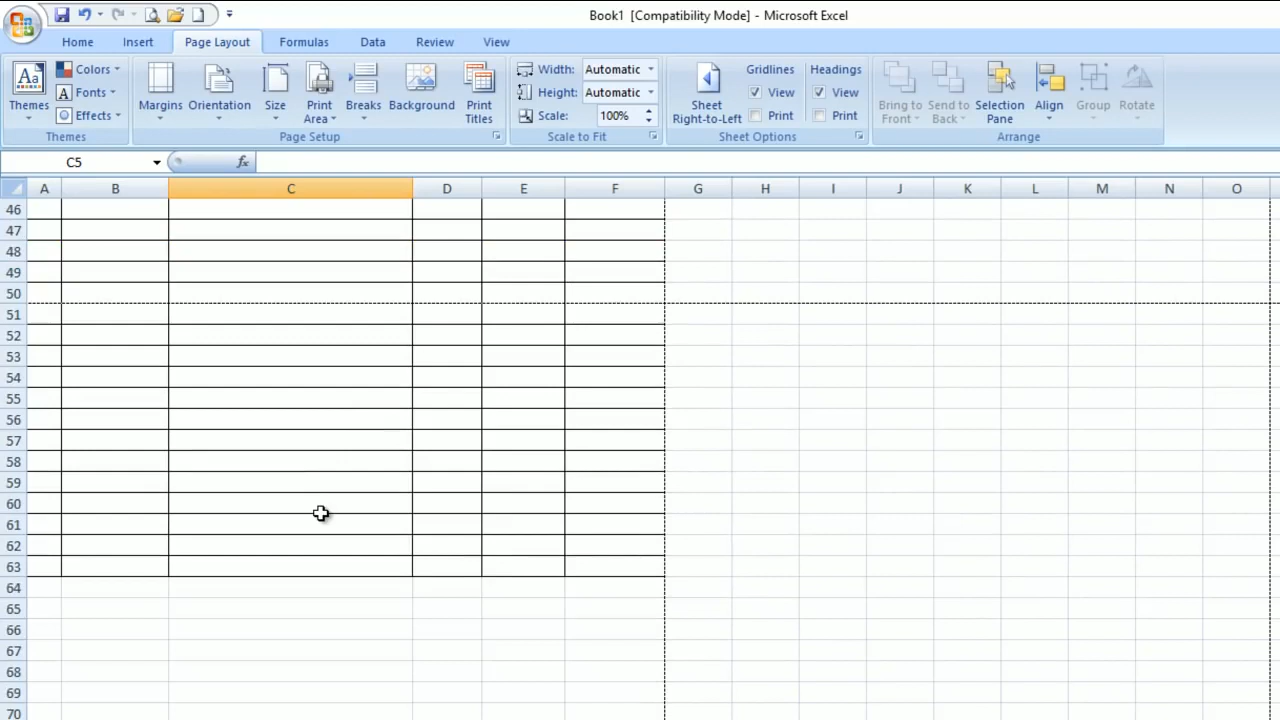 Book1 [Compatibility Mode] - Microsoft Excel
Home Insert Page Layout Formulas Data Review View
Aa
Themes
Colors
Fonts
Effects
Themes
Margins
Orientation
Size
Print Area
Breaks
Background
Print Titles
Page Setup
Width: Automatic
Height: Automatic
Scale: 100%
Scale to Fit
Sheet Right-to-Left
Gridlines
View
Print
Headings
View
Print
Sheet Options
Bring to Front
Send to Back
Selection Pane
Align
Group
Rotate
Arrange
C5 fx
A B C D E F G H I J K L M N O
46
47
48
49
50
51
52
53
54
55
56
57
58
59
60
61
62
63
64
65
66
67
68
69
70